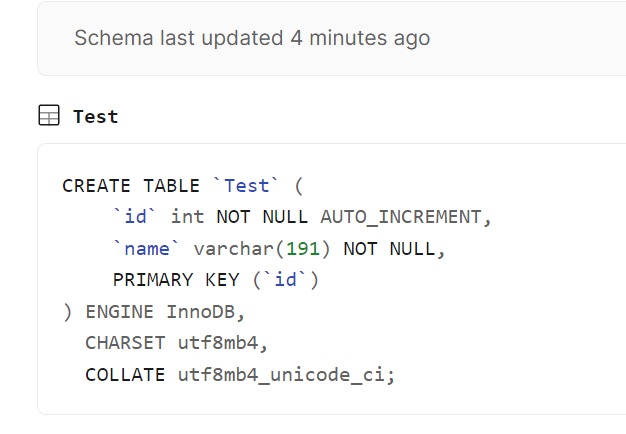 Schema last updated 4 minutes ago
Test
CREATE TABLE `Test` (
    `id` int NOT NULL AUTO_INCREMENT,
    `name` varchar(191) NOT NULL,
    PRIMARY KEY (`id`)
) ENGINE InnoDB,
  CHARSET utf8mb4,
  COLLATE utf8mb4_unicode_ci;